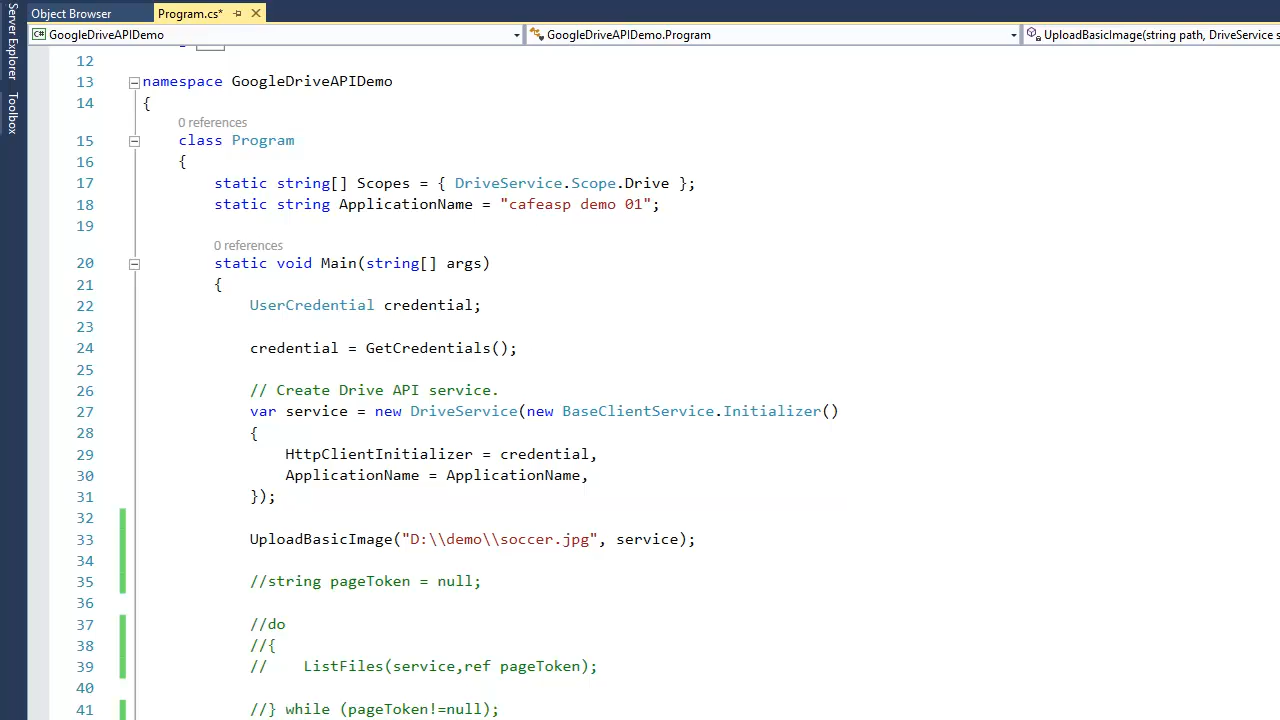 Server Explorer
Toolbox
Object Browser
Program.cs*
C# GoogleDriveAPIDemo
GoogleDriveAPIDemo.Program
UploadBasicImage(string path, DriveService s
12
13 namespace GoogleDriveAPIDemo
14 {
0 references
15 class Program
16 {
17 static string[] Scopes = { DriveService.Scope.Drive };
18 static string ApplicationName = "cafeasp demo 01";
19
0 references
20 static void Main(string[] args)
21 {
22 UserCredential credential;
23
24 credential = GetCredentials();
25
26 // Create Drive API service.
27 var service = new DriveService(new BaseClientService.Initializer()
28 {
29 HttpClientInitializer = credential,
30 ApplicationName = ApplicationName,
31 });
32
33 UploadBasicImage("D:\\demo\\soccer.jpg", service);
34
35 //string pageToken = null;
36
37 //do
38 //{
39 //    ListFiles(service,ref pageToken);
40
41 //} while (pageToken!=null);